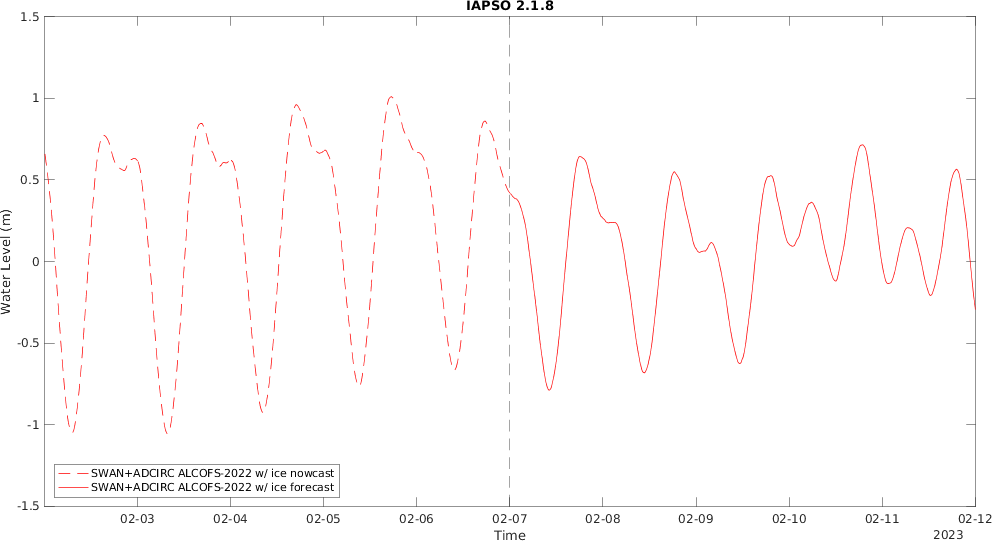 IAPSO 2.1.8
1.5
1
0.5
0
-0.5
-1
-1.5
Water Level (m)
SWAN+ADCIRC ALCOFS-2022 w/ ice nowcast
SWAN+ADCIRC ALCOFS-2022 w/ ice forecast
02-03 02-04 02-05 02-06 02-07 02-08 02-09 02-10 02-11 02-12
Time
2023